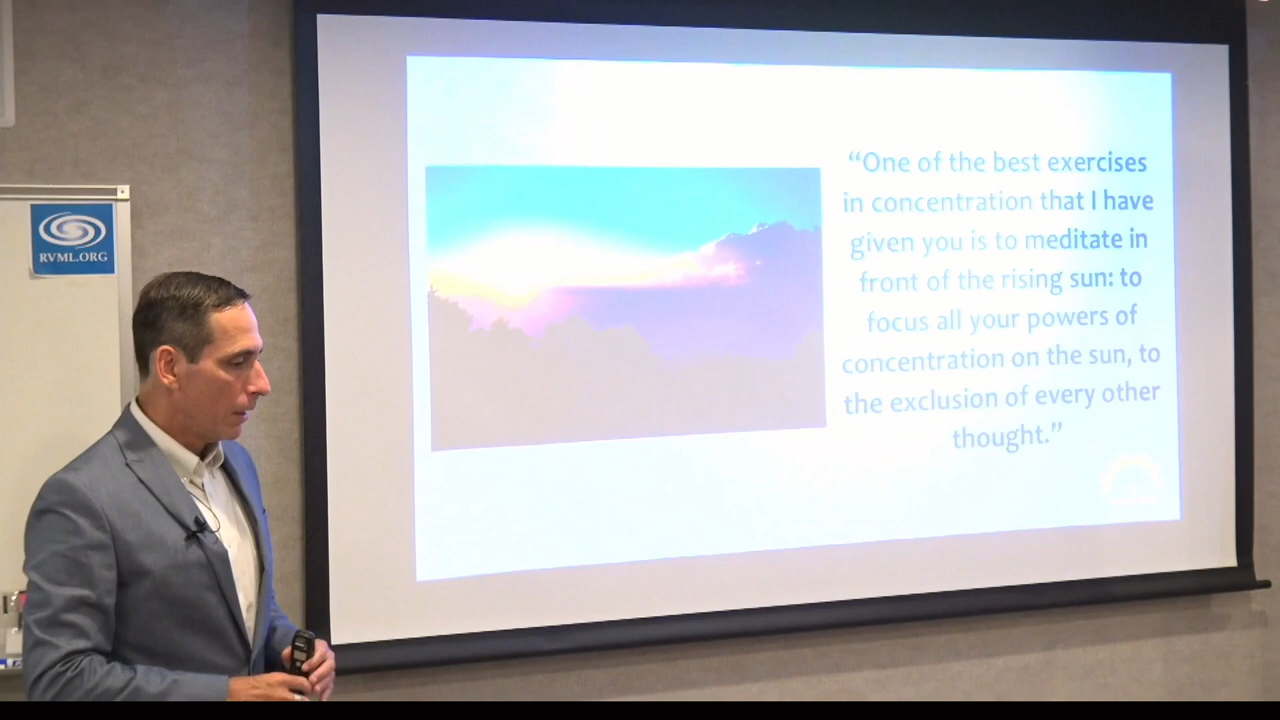 RVML.ORG
“One of the best exercises
in concentration that I have
given you is to meditate in
front of the rising sun: to
focus all your powers of
concentration on the sun, to
the exclusion of every other
thought.”